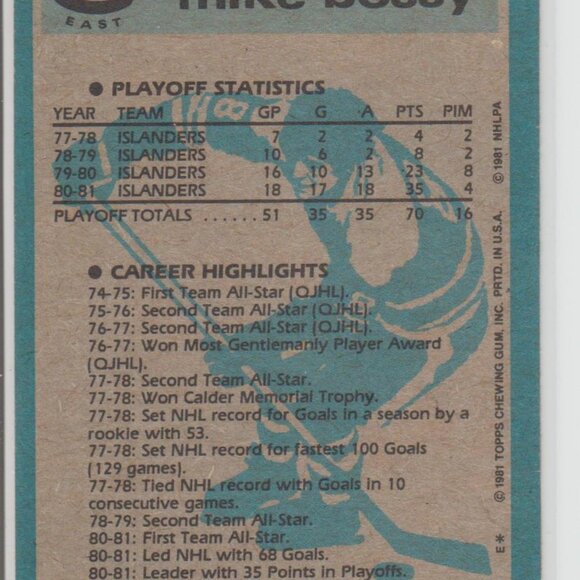 mike bossy
EAST
● PLAYOFF STATISTICS
YEAR TEAM GP G A PTS PIM
77-78 ISLANDERS 7 2 2 4 2
78-79 ISLANDERS 10 6 2 8 2
79-80 ISLANDERS 16 10 13 23 8
80-81 ISLANDERS 18 17 18 35 4
PLAYOFF TOTALS ...... 51 35 35 70 16
● CAREER HIGHLIGHTS
74-75: First Team All-Star (QJHL).
75-76: Second Team All-Star (QJHL).
76-77: Second Team All-Star (QJHL).
76-77: Won Most Gentlemanly Player Award
(QJHL).
77-78: Second Team All-Star.
77-78: Won Calder Memorial Trophy.
77-78: Set NHL record for Goals in a season by a
rookie with 53.
77-78: Set NHL record for fastest 100 Goals
(129 games).
77-78: Tied NHL record with Goals in 10
consecutive games.
78-79: Second Team All-Star.
80-81: First Team All-Star.
80-81: Led NHL with 68 Goals.
80-81: Leader with 35 Points in Playoffs.
© 1981 NHLPA
© 1981 TOPPS CHEWING GUM, INC. PRTD. IN U.S.A.
E*